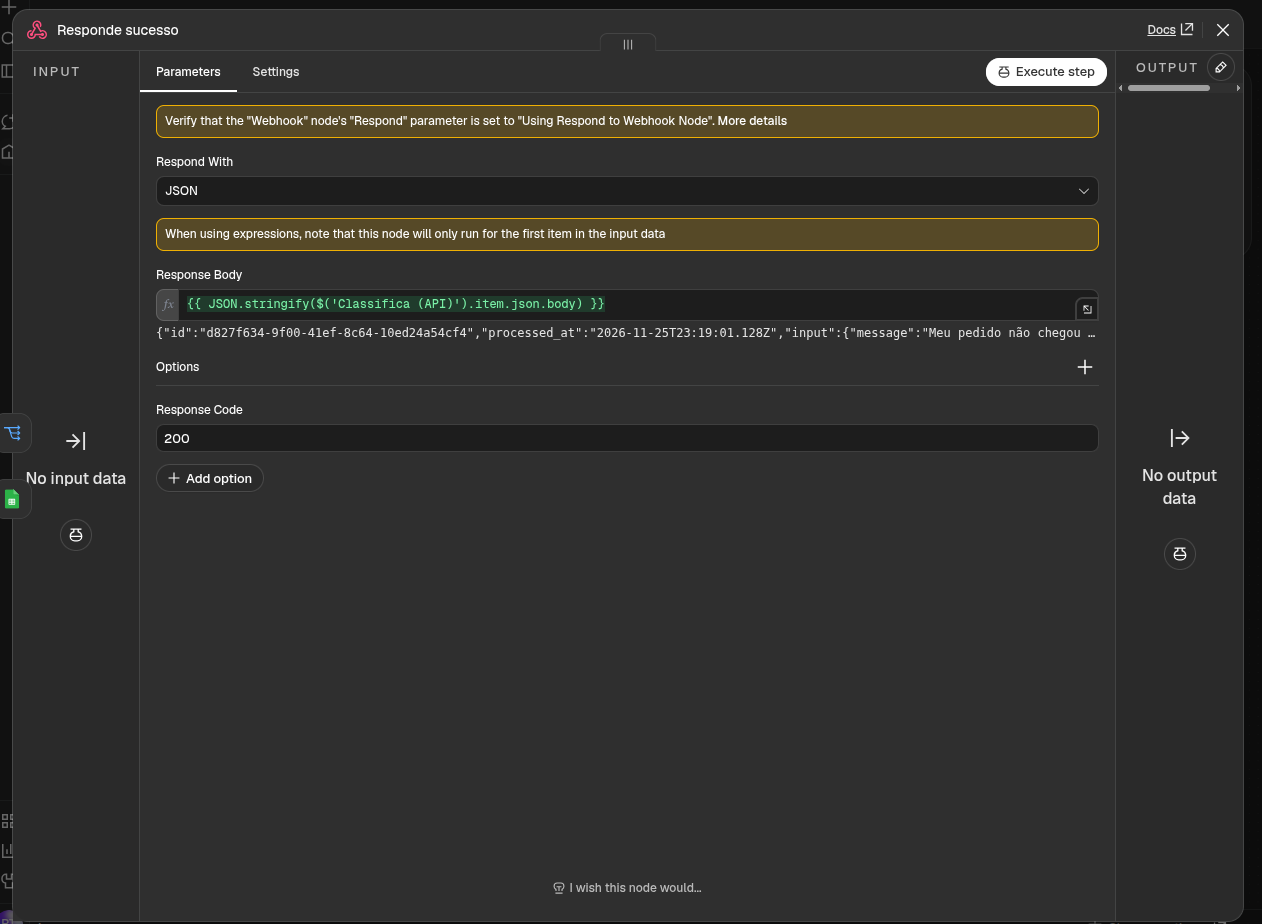 Responde sucesso
Docs
INPUT
Parameters
Settings
Execute step
OUTPUT
Verify that the "Webhook" node's "Respond" parameter is set to "Using Respond to Webhook Node". More details
Respond With
JSON
When using expressions, note that this node will only run for the first item in the input data
Response Body
fx
{{ JSON.stringify($('Classifica (API)').item.json.body) }}
{"id":"d827f634-9f00-41ef-8c64-10ed24a54cf4","processed_at":"2026-11-25T23:19:01.128Z","input":{"message":"Meu pedido não chegou …
Options
Response Code
200
Add option
No input data
No output
data
I wish this node would...